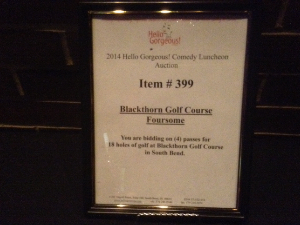 Hello
Gorgeous!
2014 Hello Gorgeous! Comedy Luncheon
Auction
Item # 399
Blackthorn Golf Course
Foursome
You are bidding on (4) passes for
18 holes of golf at Blackthorn Golf Course
in South Bend.